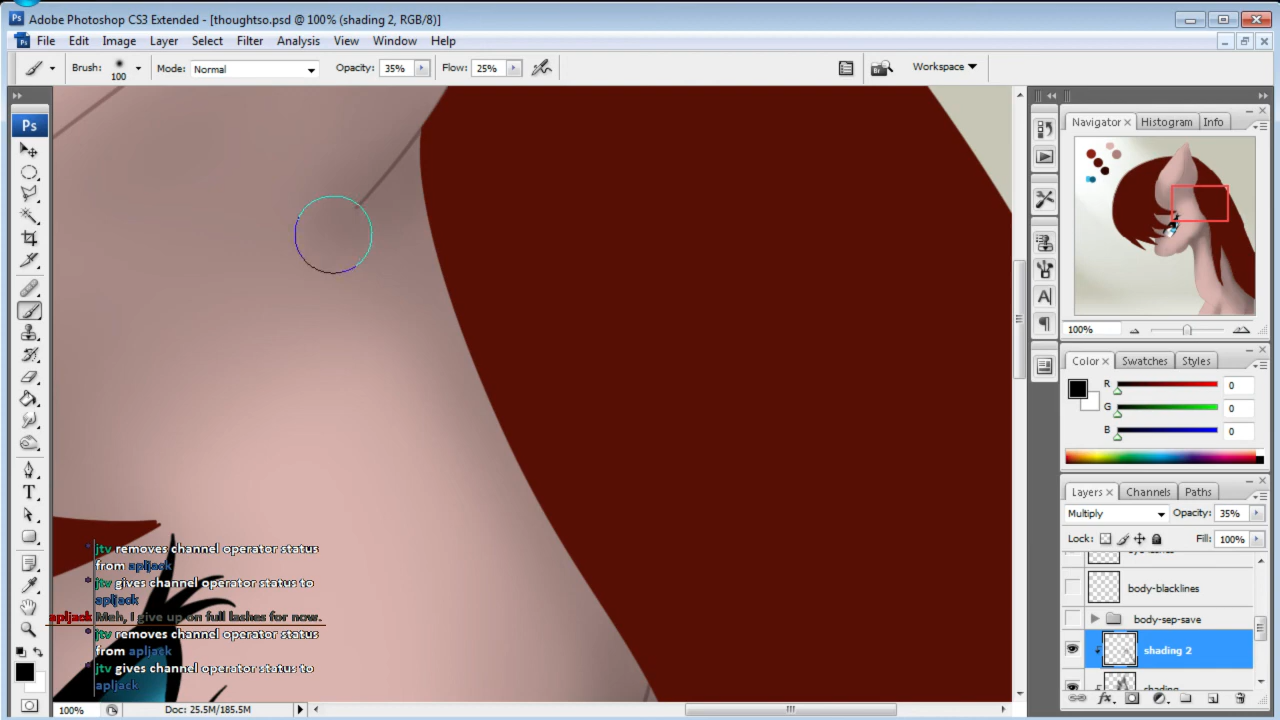 Adobe Photoshop CS3 Extended - [thoughtso.psd @ 100% (shading 2, RGB/8)]
File Edit Image Layer Select Filter Analysis View Window Help
Brush: 100 Mode: Normal Opacity: 35% Flow: 25% Workspace
Ps
Navigator Histogram Info
100%
Color Swatches Styles
R 0
G 0
B 0
Layers Channels Paths
Multiply Opacity: 35%
Lock: Fill: 100%
body-blacklines
body-sep-save
shading 2
shading
* jtv removes channel operator status
from apljack
* jtv gives channel operator status to
apljack
apljack Meh, I give up on full lashes for now.
* jtv removes channel operator status
from apljack
* jtv gives channel operator status to
apljack
100% Doc: 25.5M/185.5M